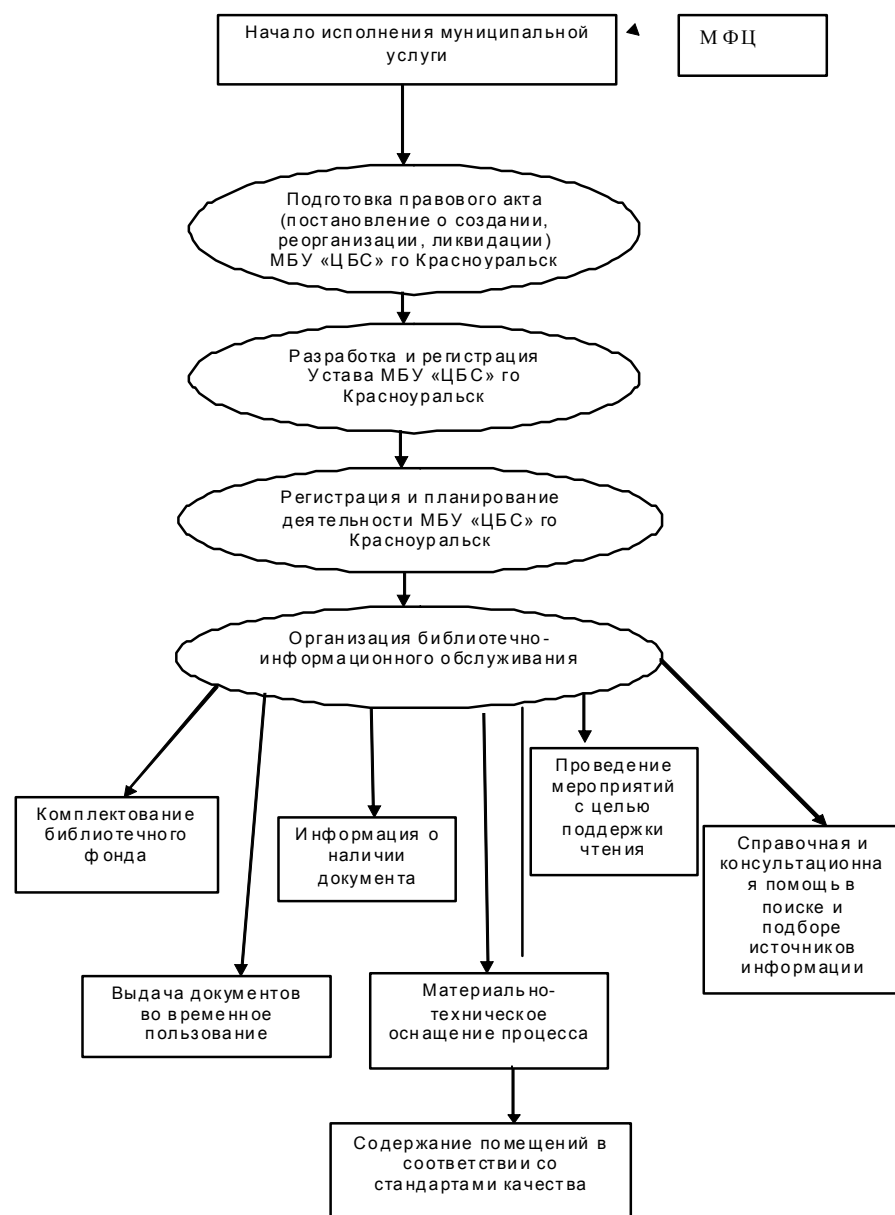 Начало исполнения муниципальной
услуги
МФЦ
Подготовка правового акта
(постановление о создании,
реорганизации, ликвидации)
МБУ «ЦБС» го Красноуральск
Разработка и регистрация
Устава МБУ «ЦБС» го
Красноуральск
Регистрация и планирование
деятельности МБУ «ЦБС» го
Красноуральск
Организация библиотечно-
информационного обслуживания
Комплектование
библиотечного
фонда
Информация о
наличии
документа
Проведение
мероприятий
с целью
поддержки
чтения
Справочная и
консультационна
я помощь в
поиске и
подборе
источников
информации
Выдача документов
во временное
пользование
Материально-
техническое
оснащение процесса
Содержание помещений в
соответствии со
стандартами качества